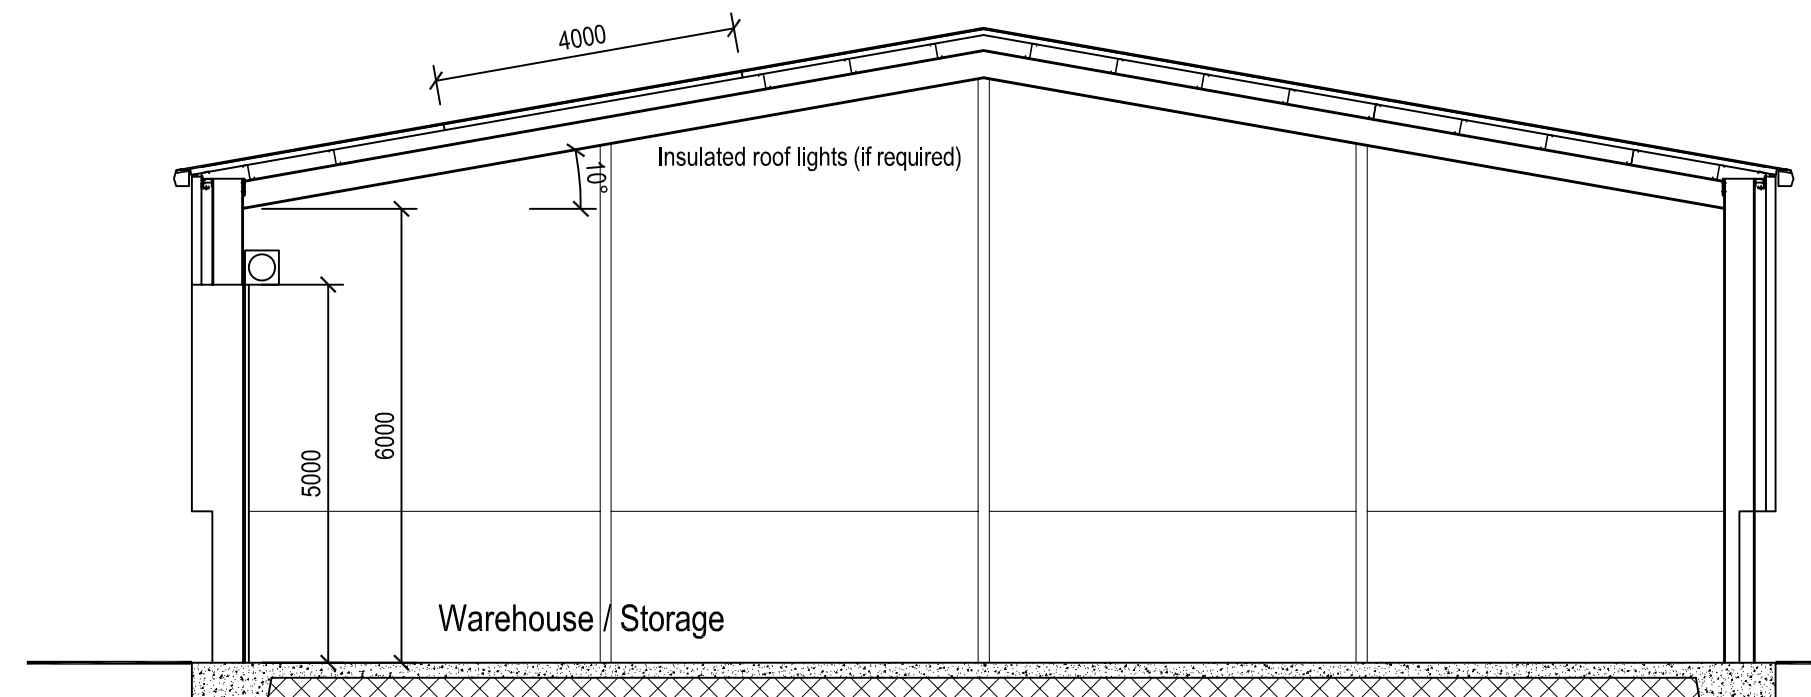 4000
Insulated roof lights (if required)
10°
6000
5000
Warehouse / Storage